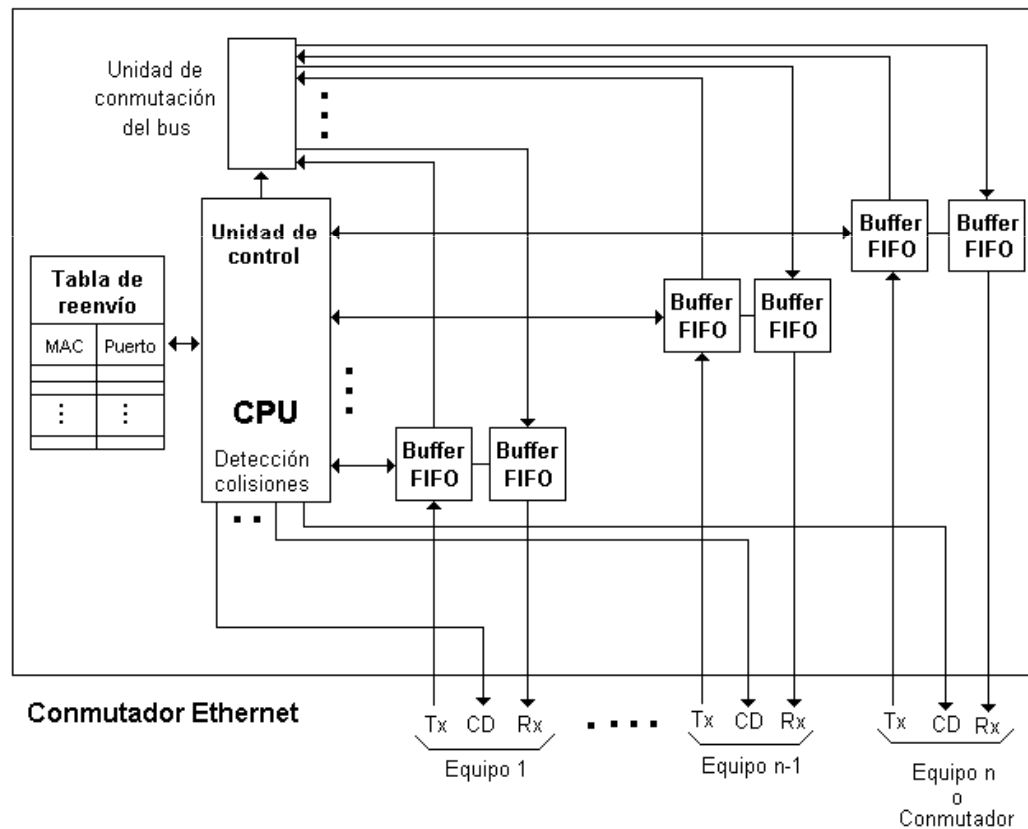 Unidad de
conmutación
del bus
Unidad de
control
Buffer
FIFO
Buffer
FIFO
Tabla de
reenvío
MAC
Puerto
Buffer
FIFO
Buffer
FIFO
CPU
Detección
colisiones
Buffer
FIFO
Buffer
FIFO
Conmutador Ethernet
Tx CD Rx
Tx CD Rx
Tx CD Rx
Equipo 1
Equipo n-1
Equipo n
o
Conmutador